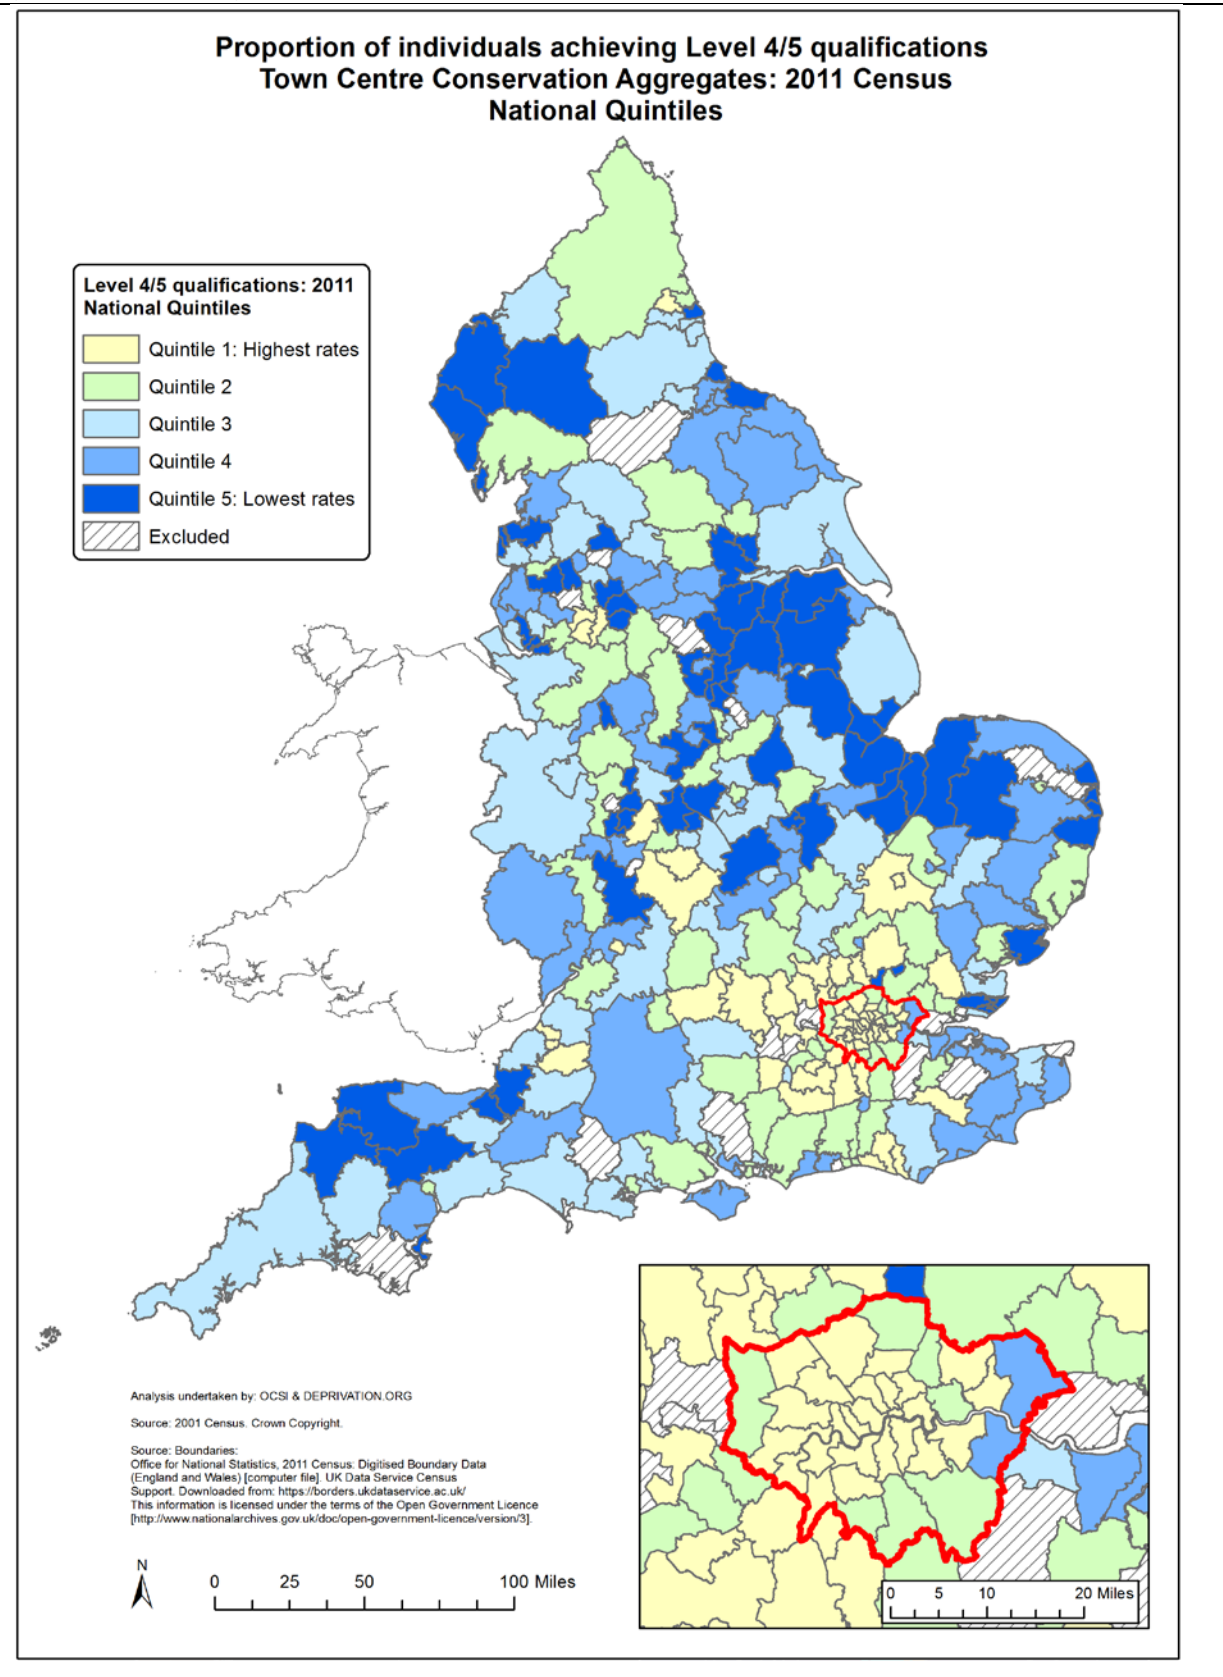 Proportion of individuals achieving Level 4/5 qualifications
Town Centre Conservation Aggregates: 2011 Census
National Quintiles
Level 4/5 qualifications: 2011
National Quintiles
Quintile 1: Highest rates
Quintile 2
Quintile 3
Quintile 4
Quintile 5: Lowest rates
Excluded
Analysis undertaken by: OCSI & DEPRIVATION.ORG
Source: 2001 Census. Crown Copyright.
Source: Boundaries:
Office for National Statistics, 2011 Census: Digitised Boundary Data
(England and Wales) [computer file]. UK Data Service Census
Support. Downloaded from: https://borders.ukdataservice.ac.uk/
This information is licensed under the terms of the Open Government Licence
[http://www.nationalarchives.gov.uk/doc/open-government-licence/version/3].
N
0 25 50 100 Miles
0 5 10 20 Miles